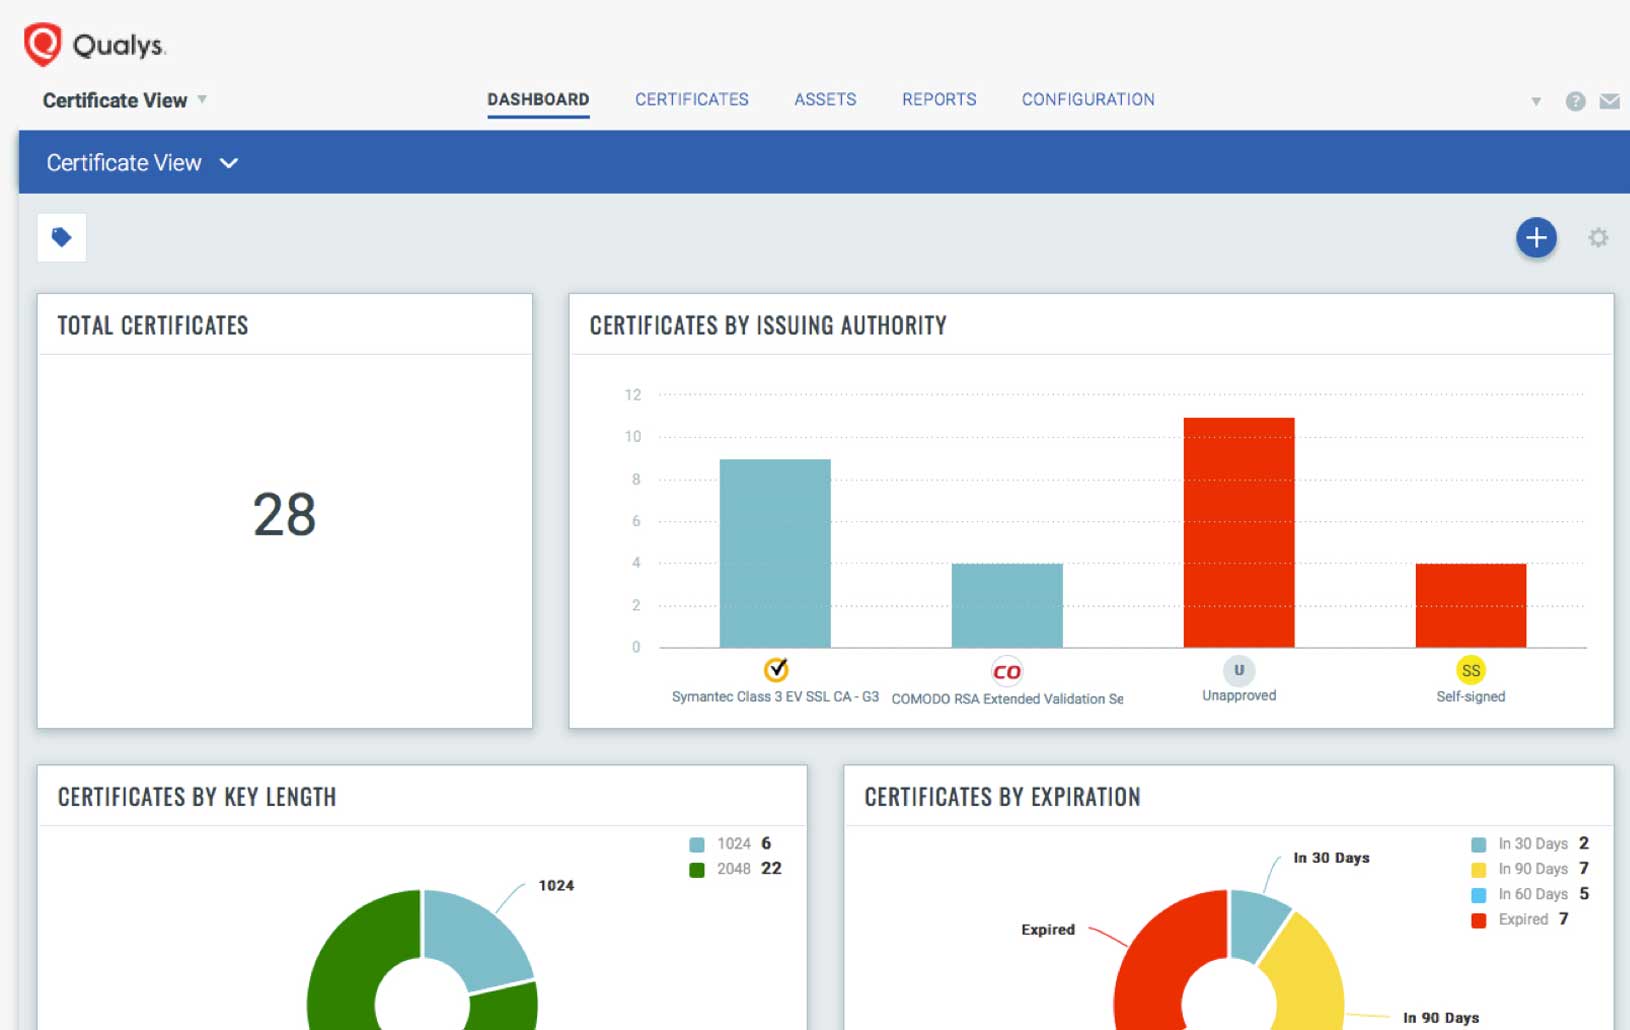 Qualys.
Certificate View
DASHBOARD
CERTIFICATES
ASSETS
REPORTS
CONFIGURATION
?
Certificate View
TOTAL CERTIFICATES
28
CERTIFICATES BY ISSUING AUTHORITY
12
10
8
6
4
2
0
CO
U
SS
Symantec Class 3 EV SSL CA - G3
COMODO RSA Extended Validation Se
Unapproved
Self-signed
CERTIFICATES BY KEY LENGTH
1024 6
2048 22
1024
CERTIFICATES BY EXPIRATION
In 30 Days 2
In 90 Days 7
In 60 Days 5
Expired 7
In 30 Days
Expired
In 90 Days